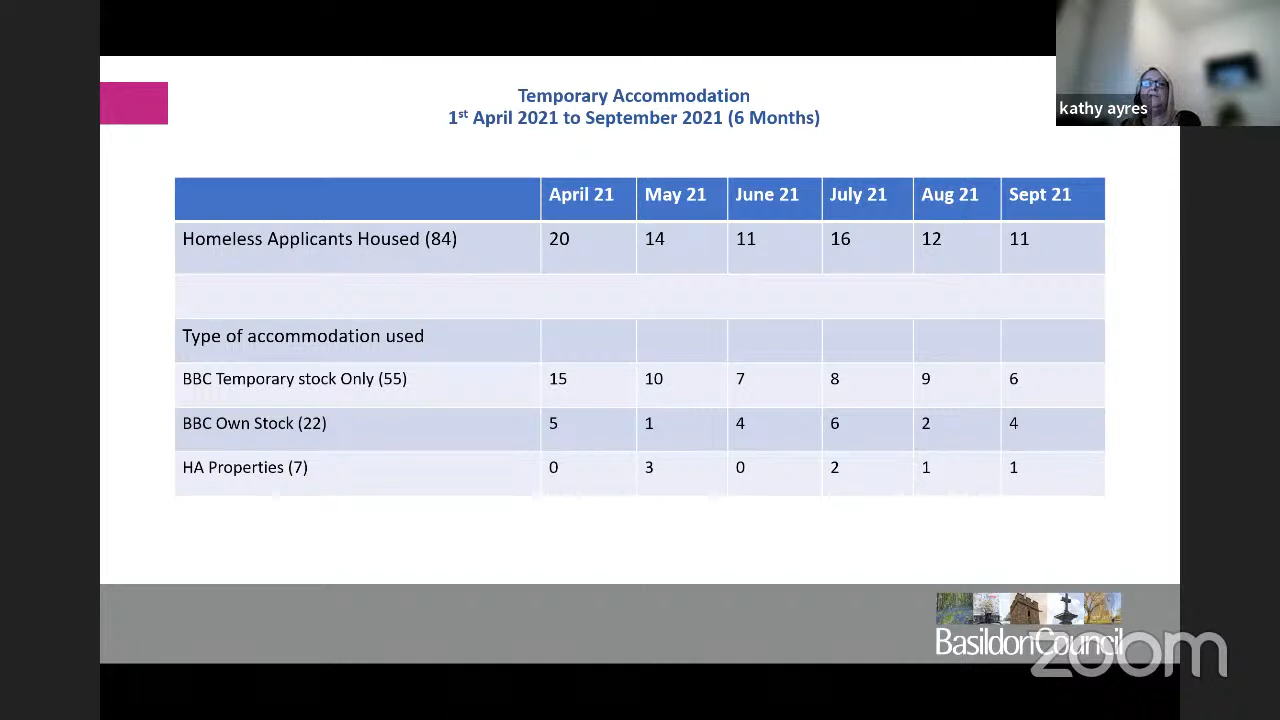 kathy ayres
Temporary Accommodation
1st April 2021 to September 2021 (6 Months)
April 21 May 21 June 21 July 21 Aug 21 Sept 21
Homeless Applicants Housed (84) 20 14 11 16 12 11
Type of accommodation used
BBC Temporary stock Only (55) 15 10 7 8 9 6
BBC Own Stock (22) 5 1 4 6 2 4
HA Properties (7) 0 3 0 2 1 1
BasildonCouncil
zoom